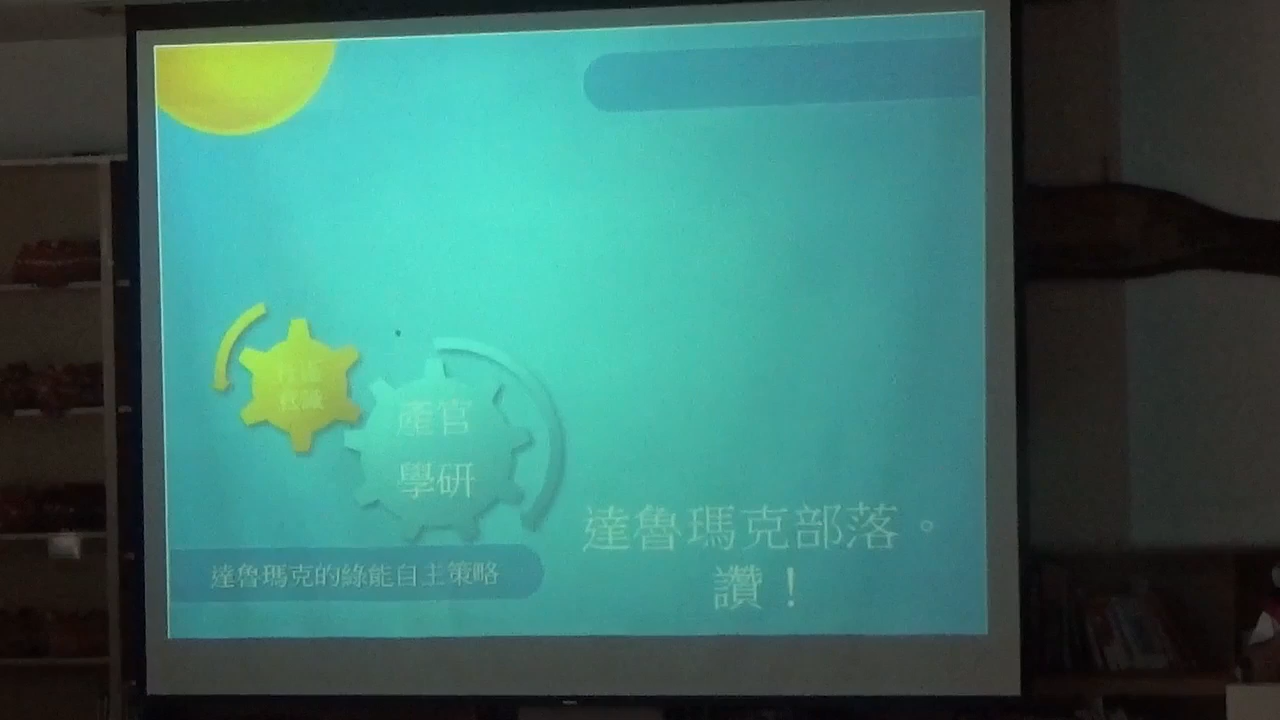 產官
學研
達魯瑪克部落。
讚！
達魯瑪克的綠能自主策略